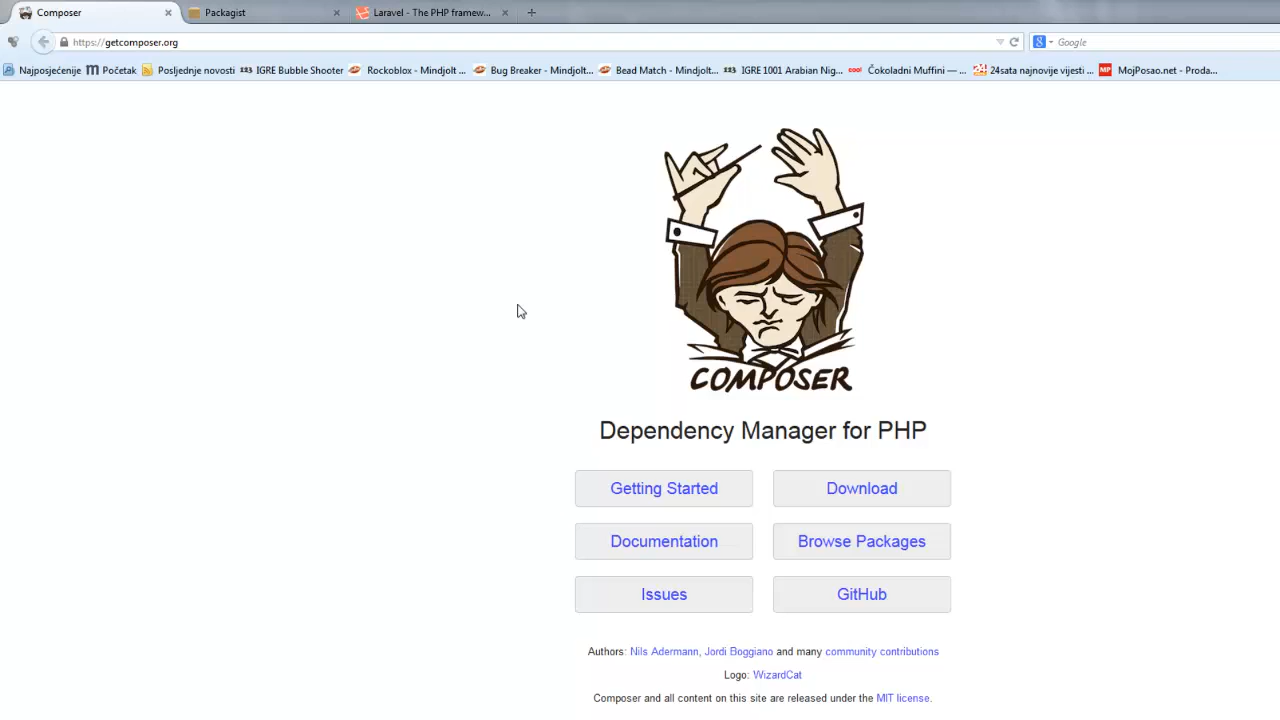 Composer
Packagist
Laravel - The PHP framew...
https://getcomposer.org
Google
Najposjećenije
Početak
Posljednje novosti
IGRE Bubble Shooter
Rockoblox - Mindjolt ...
Bug Breaker - Mindjolt...
Bead Match - Mindjolt...
IGRE 1001 Arabian Nig...
Čokoladni Muffini — ...
24sata najnovije vijesti ...
MojPosao.net - Proda...
COMPOSER
Dependency Manager for PHP
Getting Started
Download
Documentation
Browse Packages
Issues
GitHub
Authors: Nils Adermann, Jordi Boggiano and many community contributions
Logo: WizardCat
Composer and all content on this site are released under the MIT license.